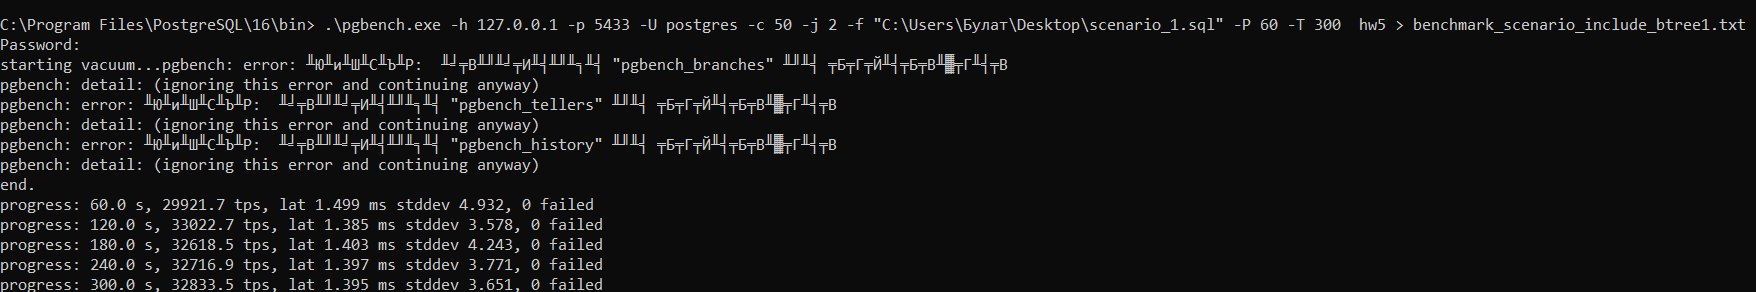 C:\Program Files\PostgreSQL\16\bin> .\pgbench.exe -h 127.0.0.1 -p 5433 -U postgres -c 50 -j 2 -f "C:\Users\Булат\Desktop\scenario_1.sql" -P 60 -T 300  hw5 > benchmark_scenario_include_btree1.txt
Password:
starting vacuum...pgbench: error: "pgbench_branches"
pgbench: detail: (ignoring this error and continuing anyway)
pgbench: error: "pgbench_tellers"
pgbench: detail: (ignoring this error and continuing anyway)
pgbench: error: "pgbench_history"
pgbench: detail: (ignoring this error and continuing anyway)
end.
progress: 60.0 s, 29921.7 tps, lat 1.499 ms stddev 4.932, 0 failed
progress: 120.0 s, 33022.7 tps, lat 1.385 ms stddev 3.578, 0 failed
progress: 180.0 s, 32618.5 tps, lat 1.403 ms stddev 4.243, 0 failed
progress: 240.0 s, 32716.9 tps, lat 1.397 ms stddev 3.771, 0 failed
progress: 300.0 s, 32833.5 tps, lat 1.395 ms stddev 3.651, 0 failed